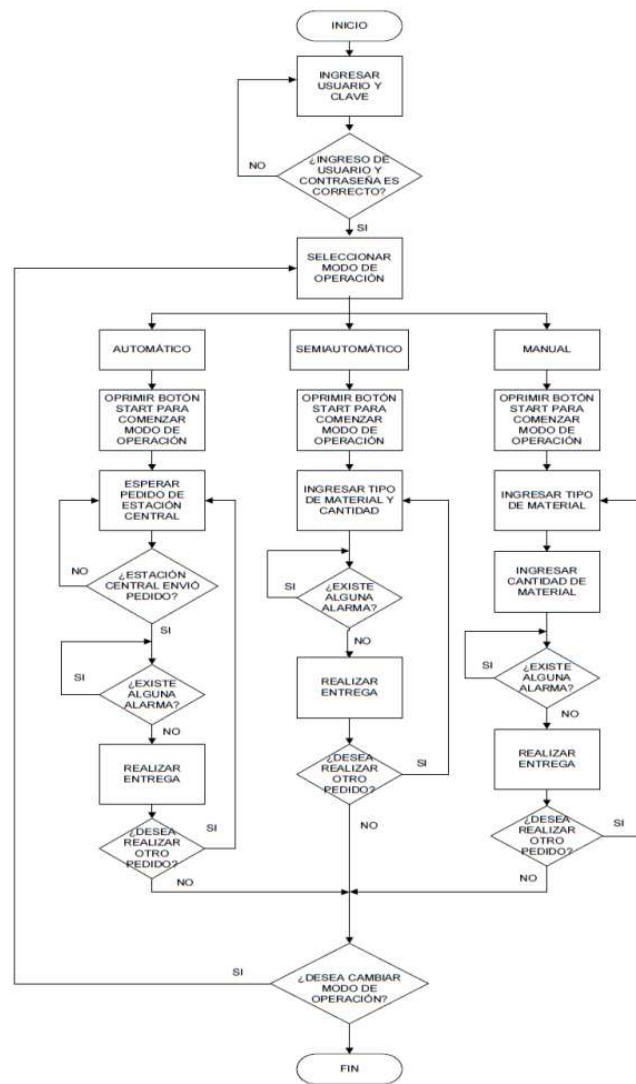 INICIO
INGRESAR
USUARIO Y
CLAVE
NO
¿INGRESO DE
USUARIO Y
CONTRASEÑA ES
CORRECTO?
SI
SELECCIONAR
MODO DE
OPERACIÓN
AUTOMÁTICO
OPRIMIR BOTÓN
START PARA
COMENZAR
MODO DE
OPERACIÓN
ESPERAR
PEDIDO DE
ESTACIÓN
CENTRAL
NO
¿ESTACIÓN
CENTRAL ENVIÓ
PEDIDO?
SI
SI
¿EXISTE
ALGUNA
ALARMA?
NO
REALIZAR
ENTREGA
¿DESEA
REALIZAR
OTRO
PEDIDO?
SI
NO
SEMIAUTOMÁTICO
OPRIMIR BOTÓN
START PARA
COMENZAR
MODO DE
OPERACIÓN
INGRESAR TIPO
DE MATERIAL Y
CANTIDAD
SI
¿EXISTE
ALGUNA
ALARMA?
NO
REALIZAR
ENTREGA
¿DESEA
REALIZAR
OTRO
PEDIDO?
SI
NO
MANUAL
OPRIMIR BOTÓN
START PARA
COMENZAR
MODO DE
OPERACIÓN
INGRESAR TIPO
DE MATERIAL
INGRESAR
CANTIDAD DE
MATERIAL
SI
¿EXISTE
ALGUNA
ALARMA?
NO
REALIZAR
ENTREGA
¿DESEA
REALIZAR
OTRO
PEDIDO?
SI
NO
SI
¿DESEA CAMBIAR
MODO DE
OPERACIÓN?
FIN